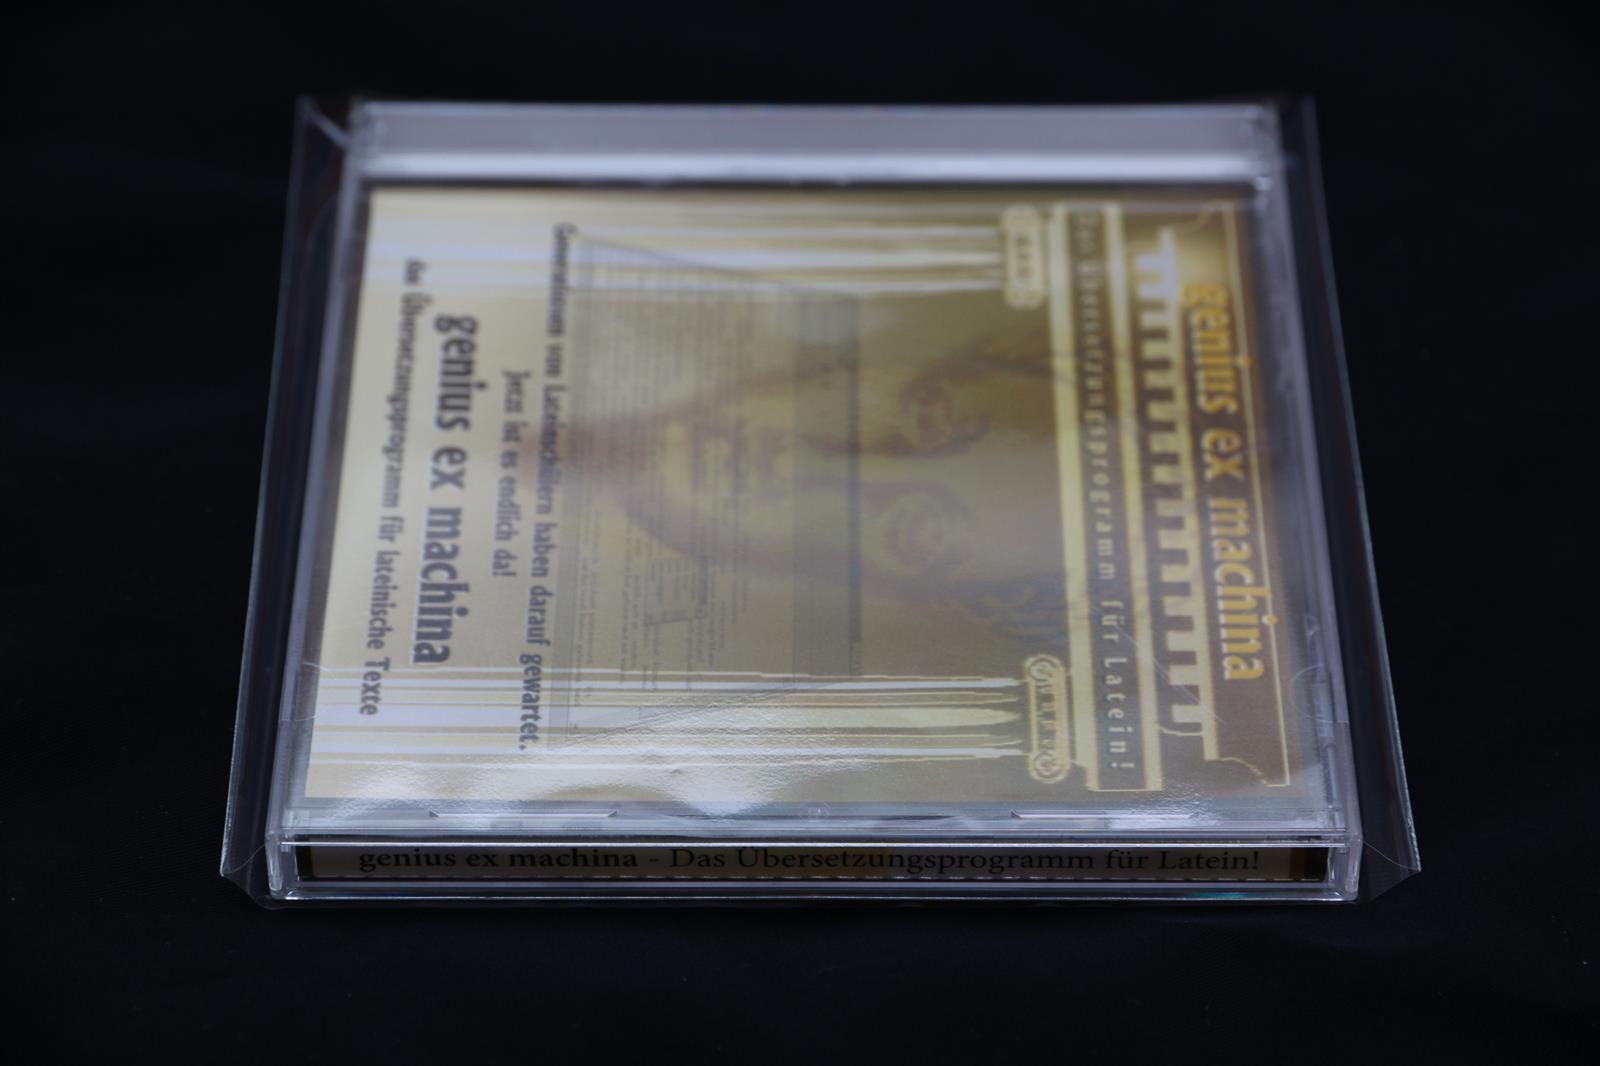 genius ex machina
Das Übersetzungsprogramm für Latein!
Generationen von Lateinschülern haben darauf gewartet.
Jetzt ist es endlich da!
genius ex machina
das Übersetzungsprogramm für lateinische Texte
genius ex machina - Das Übersetzungsprogramm für Latein!